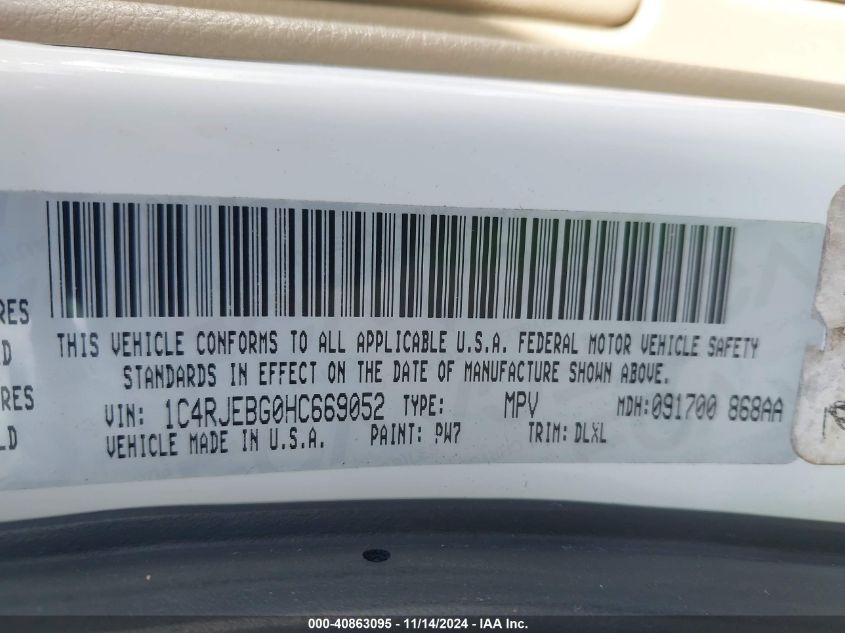 RES
D
RES
LD
THIS VEHICLE CONFORMS TO ALL APPLICABLE U.S.A. FEDERAL MOTOR VEHICLE SAFETY
STANDARDS IN EFFECT ON THE DATE OF MANUFACTURE SHOWN ABOVE.
VIN: 1C4RJEBG0HC669052 TYPE: MPV MDH:091700 868AA
VEHICLE MADE IN U.S.A. PAINT: PW7 TRIM: DLXL
000-40863095 - 11/14/2024 - IAA Inc.